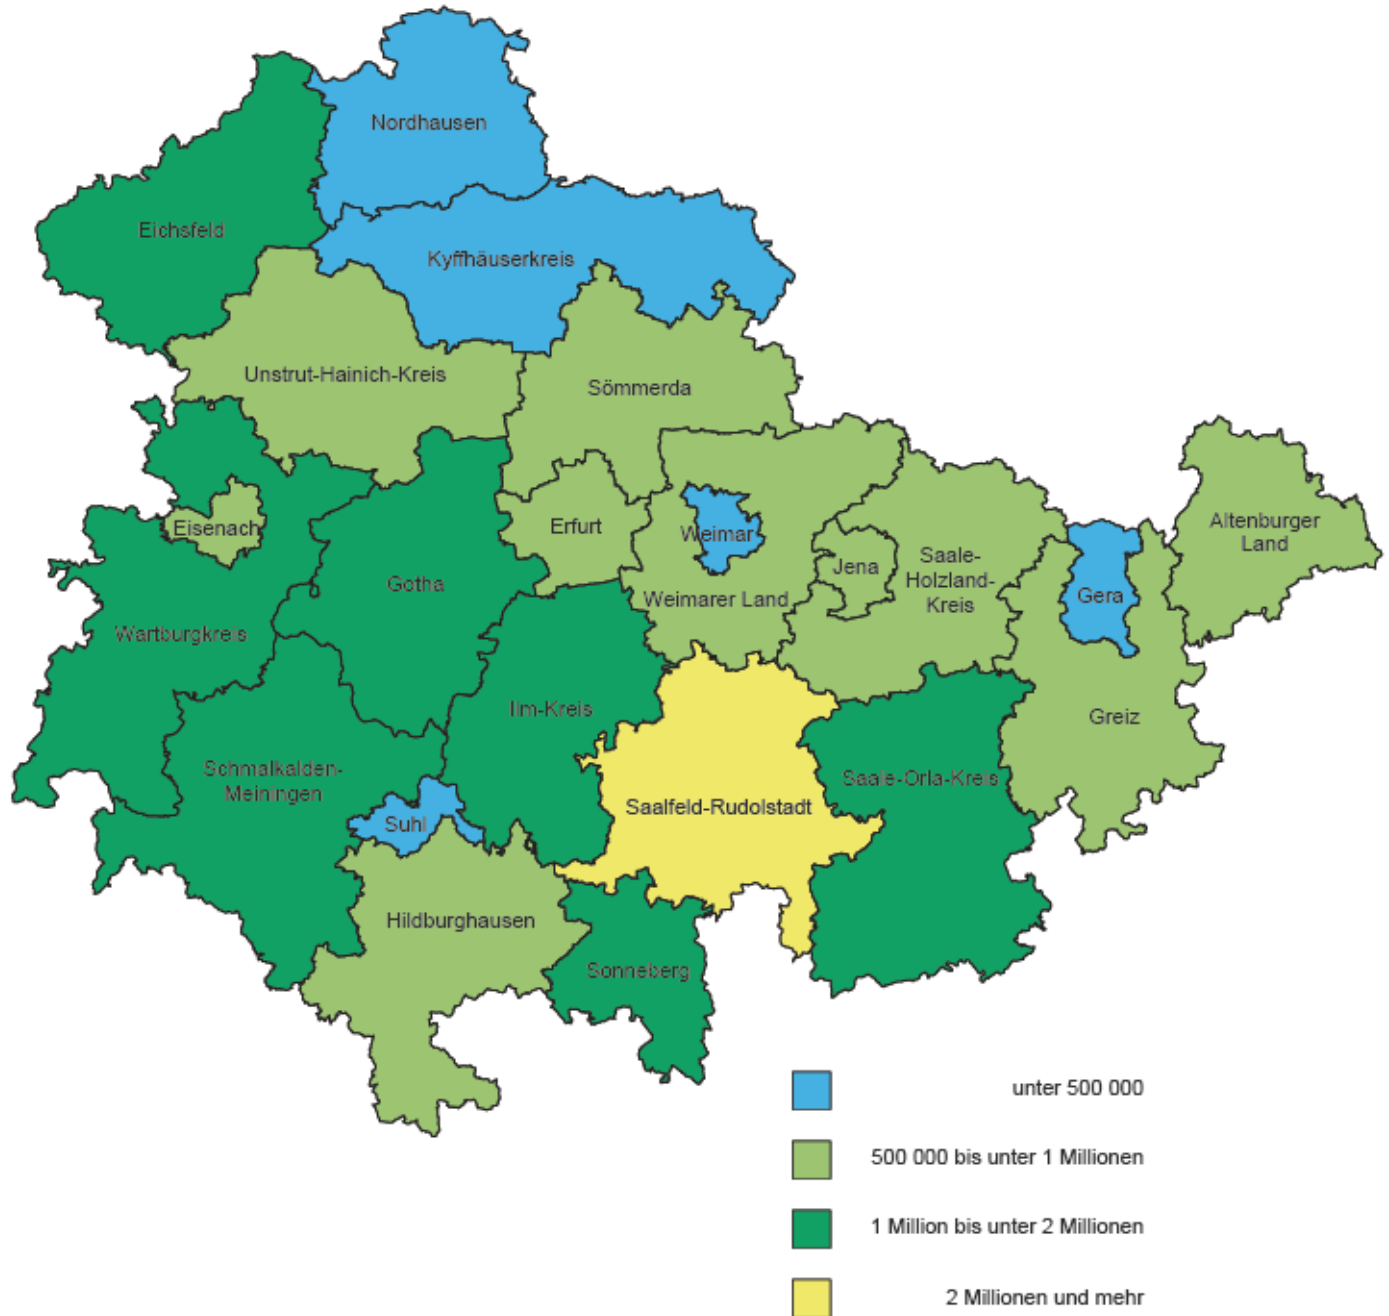 Nordhausen
Eichsfeld
Kyffhäuserkreis
Unstrut-Hainich-Kreis
Sömmerda
Eisenach
Erfurt
Weimar
Jena
Saale-
Holzland-
Kreis
Altenburger
Land
Gotha
Weimarer Land
Gera
Wartburgkreis
Ilm-Kreis
Greiz
Schmalkalden-
Meiningen
Saale-Orla-Kreis
Saalfeld-Rudolstadt
Suhl
Hildburghausen
Sonneberg
unter 500 000
500 000 bis unter 1 Millionen
1 Million bis unter 2 Millionen
2 Millionen und mehr